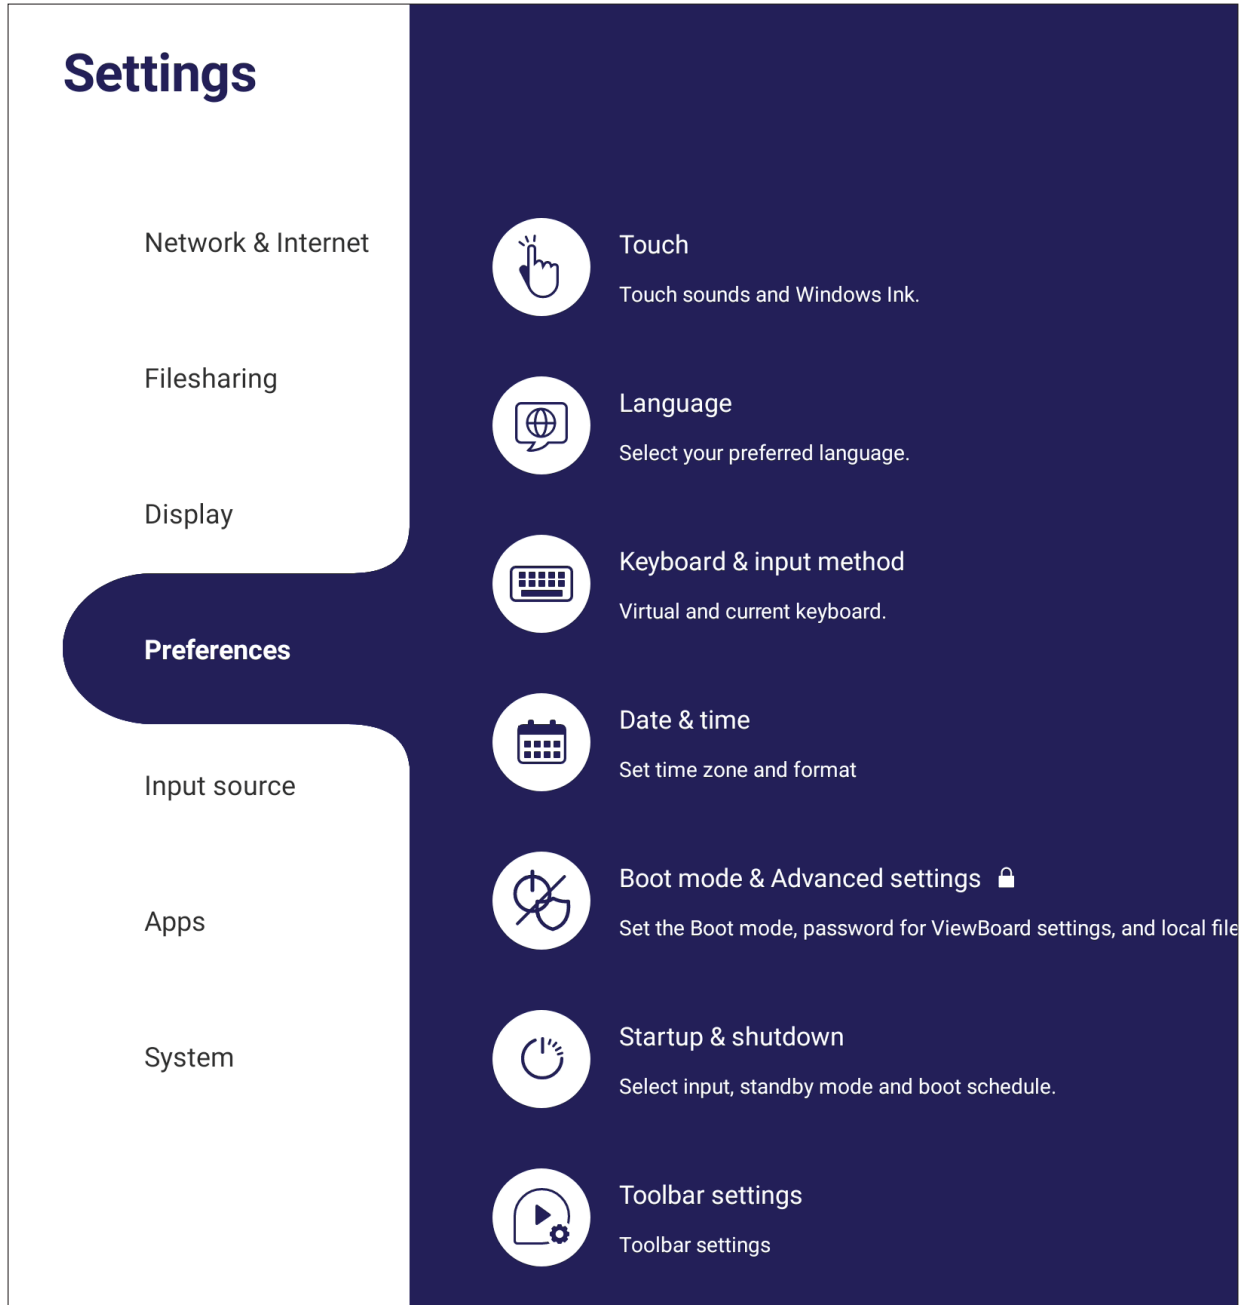 Settings
Network & Internet
Filesharing
Display
Preferences
Input source
Apps
System
Touch
Touch sounds and Windows Ink.
Language
Select your preferred language.
Keyboard & input method
Virtual and current keyboard.
Date & time
Set time zone and format
Boot mode & Advanced settings
Set the Boot mode, password for ViewBoard settings, and local file
Startup & shutdown
Select input, standby mode and boot schedule.
Toolbar settings
Toolbar settings